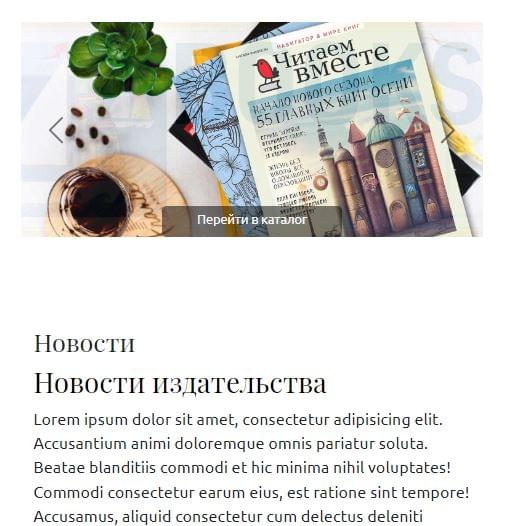 НАВИГАТОР В МИРЕ КНИГ
Читаем
вместе
НАЧАЛО НОВОГО СЕЗОНА:
55 ГЛАВНЫХ КНИГ ОСЕНИ
ЖИЗНЬ БЕЗ
Перейти в каталог
Новости
Новости издательства
Lorem ipsum dolor sit amet, consectetur adipisicing elit.
Accusantium animi doloremque omnis pariatur soluta.
Beatae blanditiis commodi et hic minima nihil voluptates!
Commodi consectetur earum eius, est ratione sint tempore!
Accusamus, aliquid consectetur cum delectus deleniti